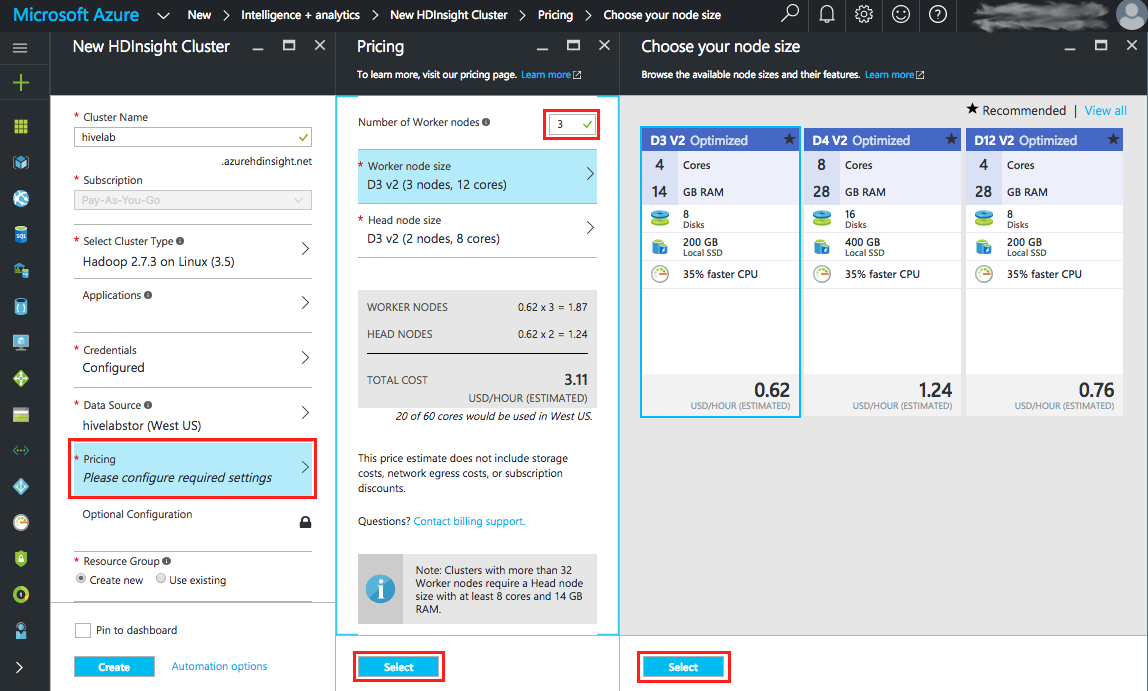 Microsoft Azure New > Intelligence + analytics > New HDInsight Cluster > Pricing > Choose your node size
New HDInsight Cluster
* Cluster Name
hivelab
.azurehdinsight.net
* Subscription
Pay-As-You-Go
* Select Cluster Type
Hadoop 2.7.3 on Linux (3.5)
Applications
* Credentials
Configured
* Data Source
hivelabstor (West US)
* Pricing
Please configure required settings
Optional Configuration
* Resource Group
Create new Use existing
Pin to dashboard
Create Automation options
Pricing
To learn more, visit our pricing page. Learn more
Number of Worker nodes 3
* Worker node size
D3 v2 (3 nodes, 12 cores)
* Head node size
D3 v2 (2 nodes, 8 cores)
WORKER NODES 0.62 x 3 = 1.87
HEAD NODES 0.62 x 2 = 1.24
TOTAL COST 3.11
USD/HOUR (ESTIMATED)
20 of 60 cores would be used in West US.
This price estimate does not include storage
costs, network egress costs, or subscription
discounts.
Questions? Contact billing support.
Note: Clusters with more than 32
Worker nodes require a Head node
size with at least 8 cores and 14 GB
RAM.
Select
Choose your node size
Browse the available node sizes and their features. Learn more
★ Recommended | View all
D3 V2 Optimized ★
4 Cores
14 GB RAM
8
Disks
200 GB
Local SSD
35% faster CPU
0.62
USD/HOUR (ESTIMATED)
D4 V2 Optimized ★
8 Cores
28 GB RAM
16
Disks
400 GB
Local SSD
35% faster CPU
1.24
USD/HOUR (ESTIMATED)
D12 V2 Optimized ★
4 Cores
28 GB RAM
8
Disks
200 GB
Local SSD
35% faster CPU
0.76
USD/HOUR (ESTIMATED)
Select